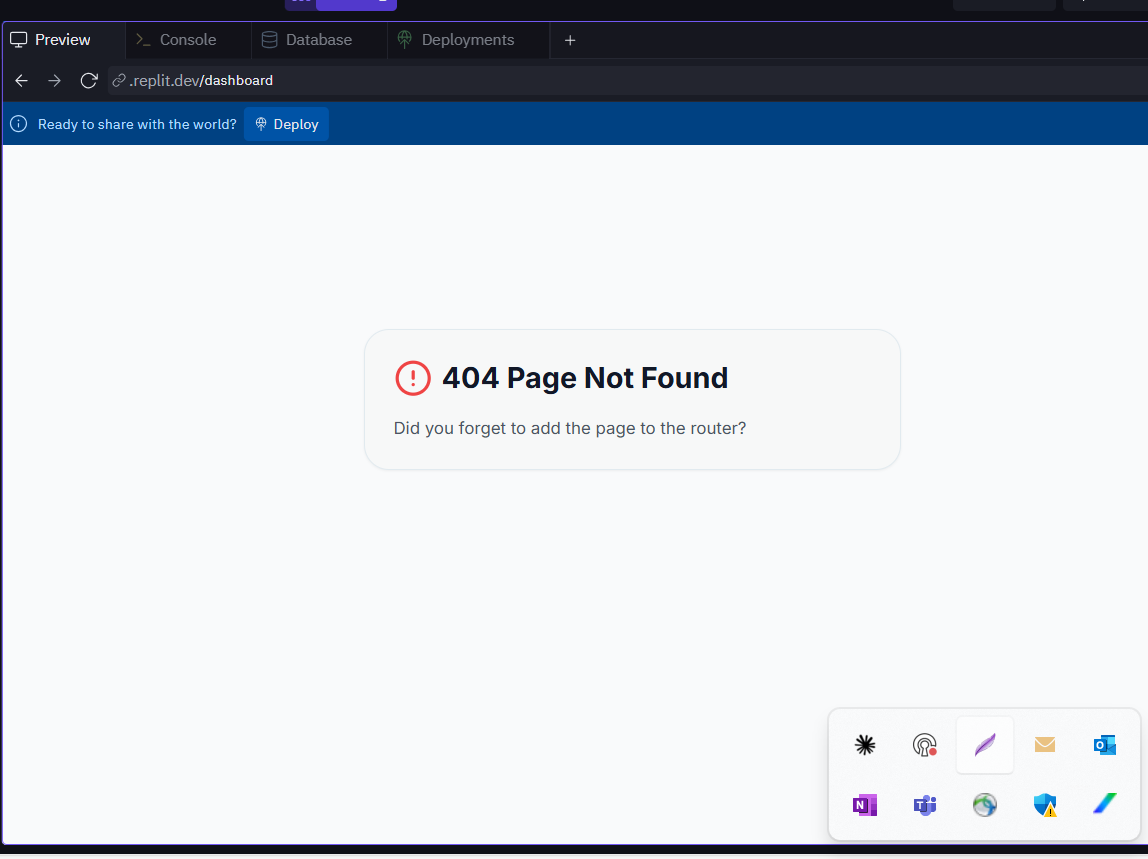 Preview
Console
Database
Deployments
.replit.dev/dashboard
Ready to share with the world?
Deploy
404 Page Not Found
Did you forget to add the page to the router?